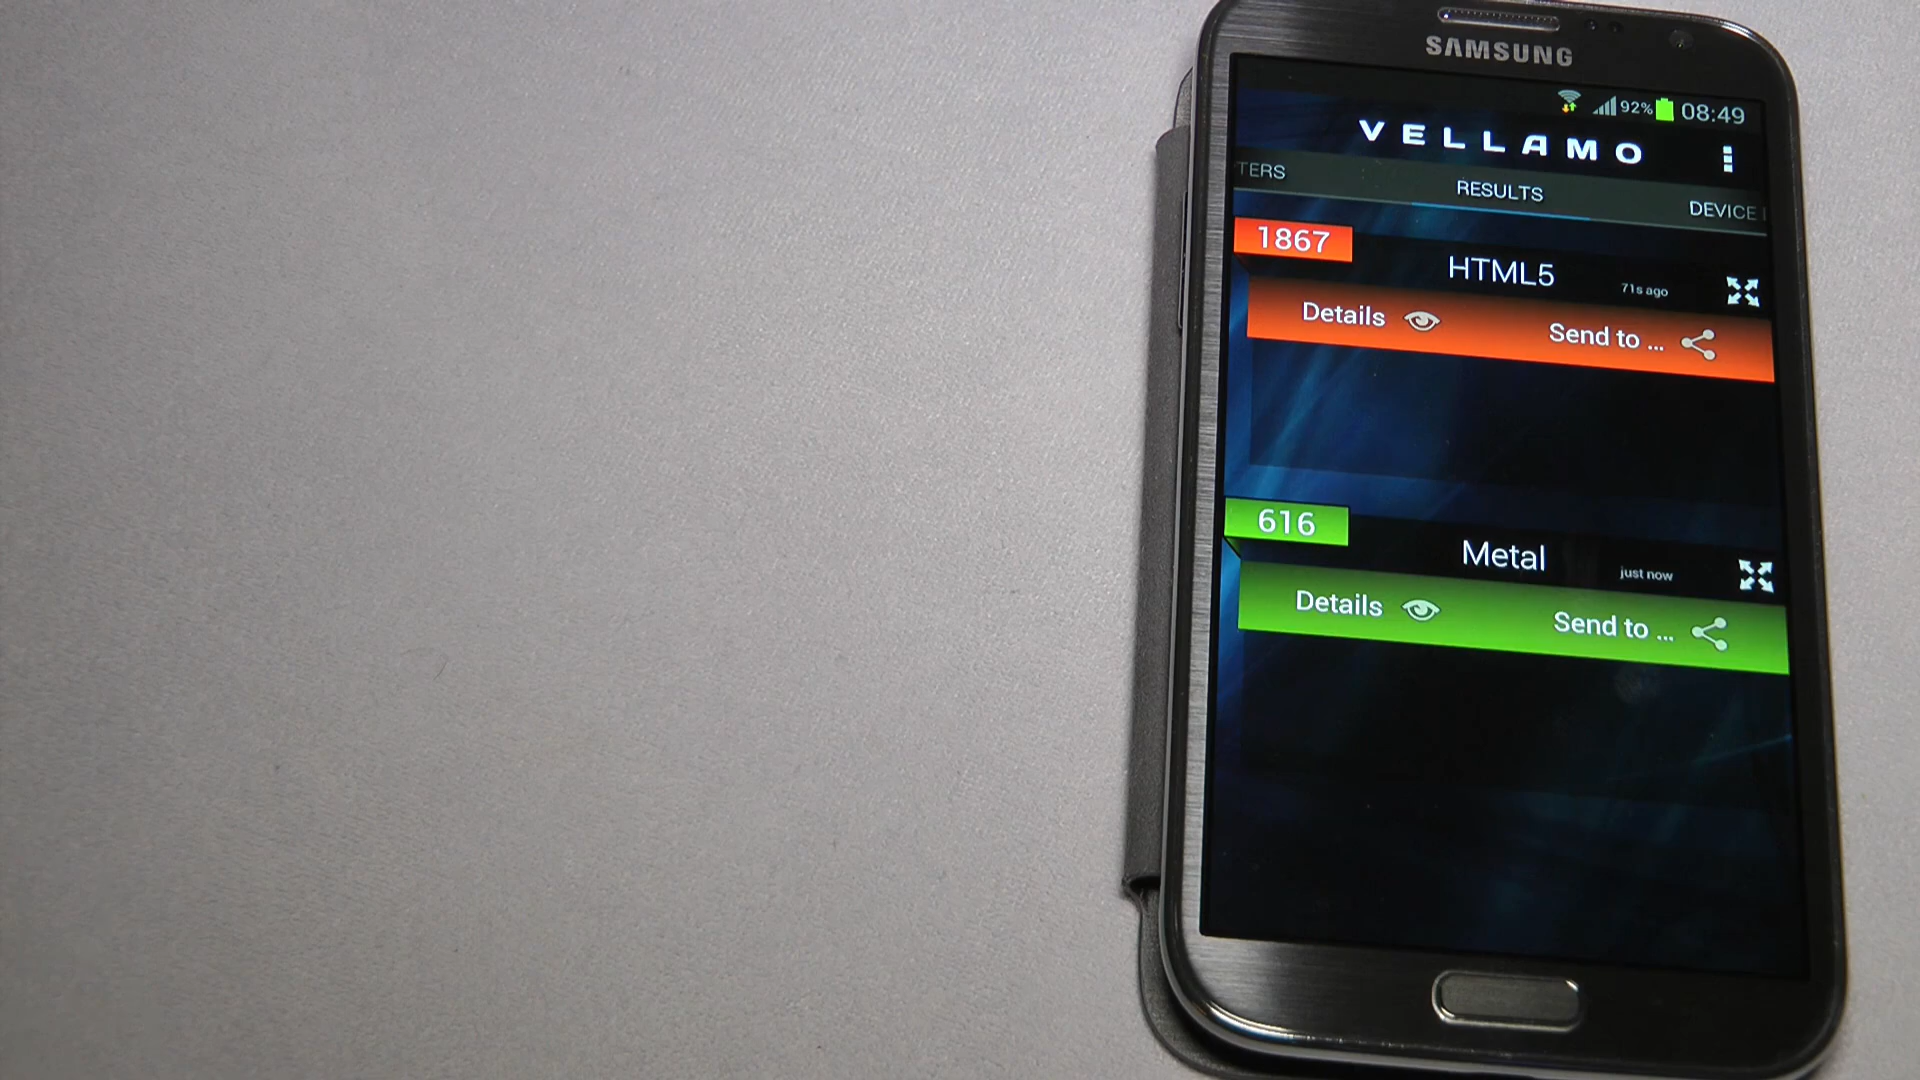 SAMSUNG
92% 08:49
VELLAMO
TERS RESULTS DEVICE
1867
HTML5 71s ago
Details Send to ...
616
Metal just now
Details Send to ...